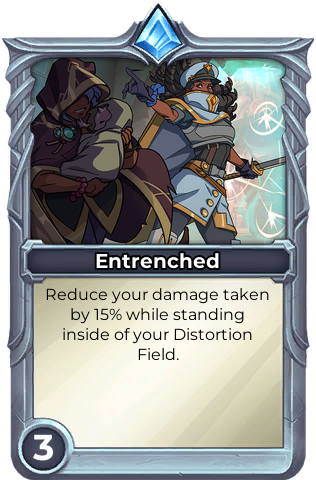 Entrenched
Reduce your damage taken
by 15% while standing
inside of your Distortion
Field.
3